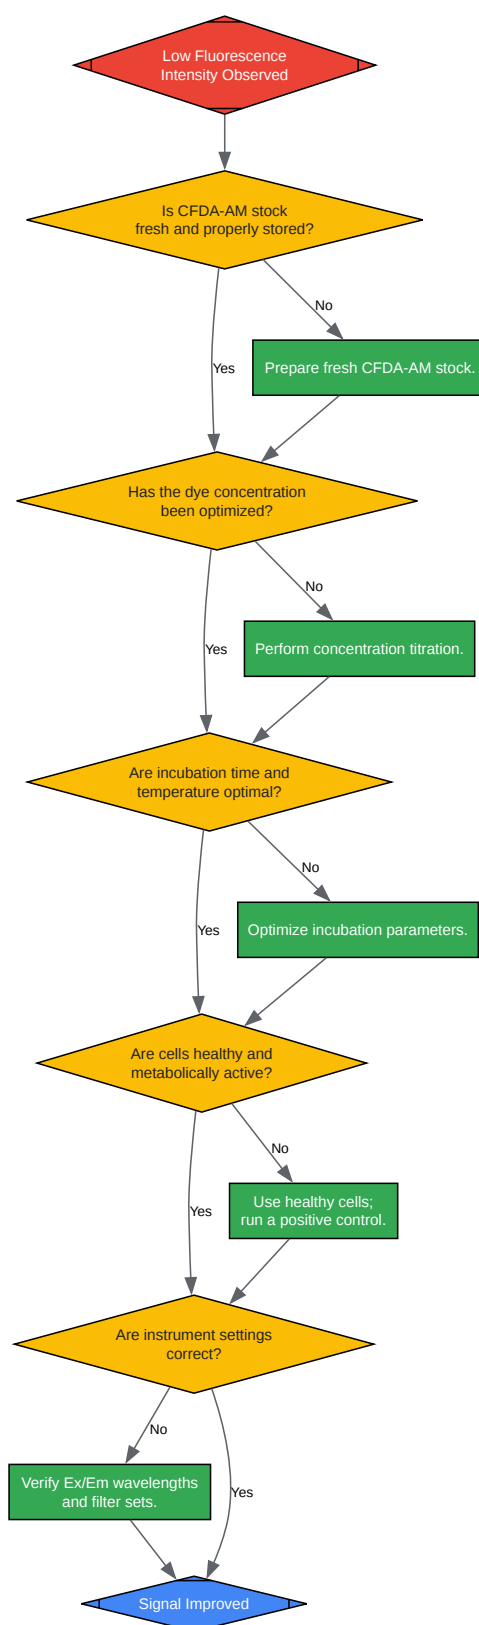 Low Fluorescence
Intensity Observed
Is CFDA-AM stock
fresh and properly stored?
No
Yes
Prepare fresh CFDA-AM stock.
Has the dye concentration
been optimized?
No
Yes
Perform concentration titration.
Are incubation time and
temperature optimal?
No
Yes
Optimize incubation parameters.
Are cells healthy and
metabolically active?
No
Use healthy cells;
run a positive control.
Yes
Are instrument settings
correct?
No
Verify Ex/Em wavelengths
and filter sets.
Yes
Signal Improved